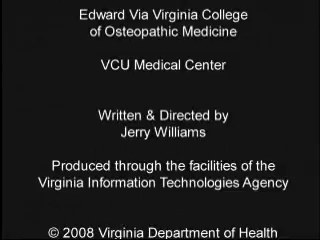 Edward Via Virginia College
of Osteopathic Medicine
VCU Medical Center
Written & Directed by
Jerry Williams
Produced through the facilities of the
Virginia Information Technologies Agency
© 2008 Virginia Department of Health